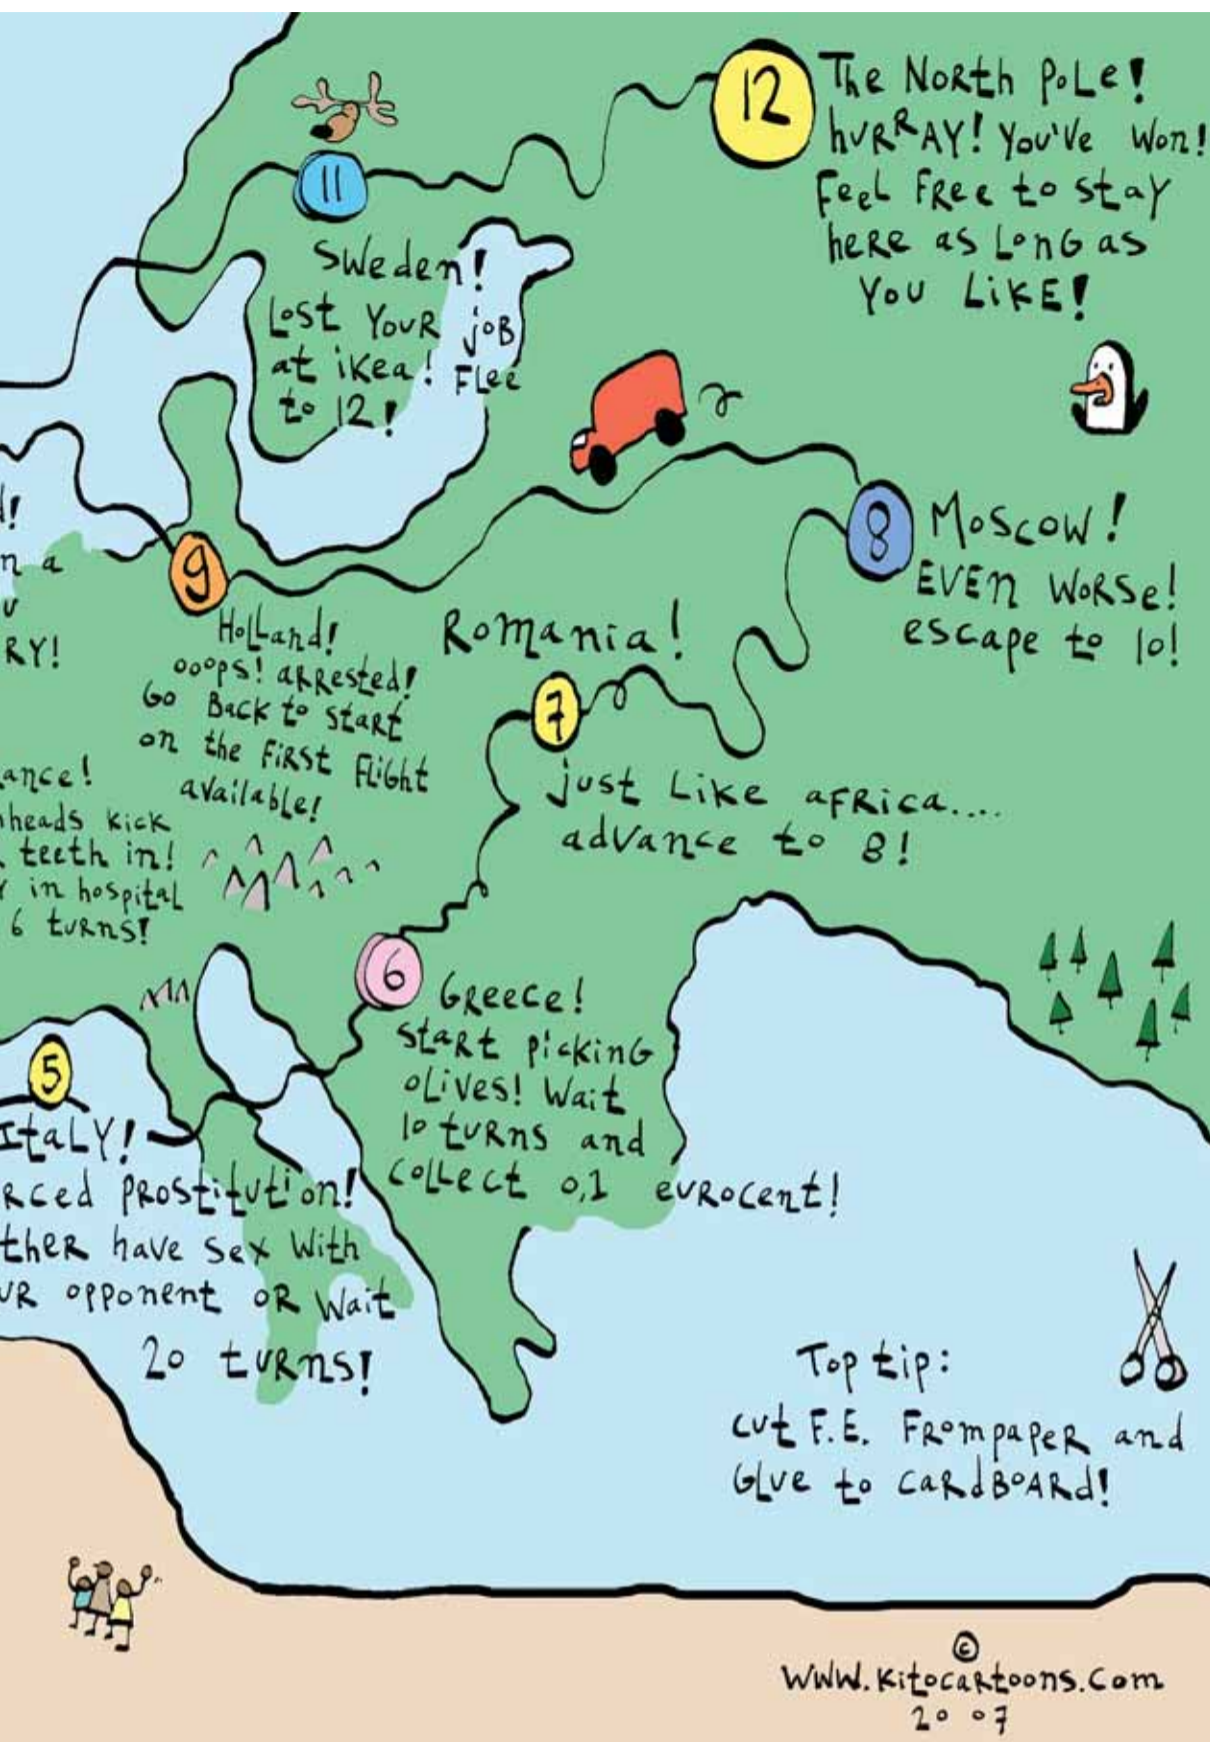 12
The North Pole!
hurray! You've won!
Feel free to stay
here as long as
you like!
11
Sweden!
Lost your job
at ikea! Flee
to 12!
8
Moscow!
Even worse!
escape to 10!
n a
RY!
9
Holland!
ooops! arrested!
Go back to start
on the first flight
available!
Romania!
7
just like africa....
advance to 8!
ance!
heads kick
teeth in!
in hospital
6 turns!
6
Greece!
start picking
olives! Wait
10 turns and
collect 0,1 eurocent!
5
Italy!
rced prostitution!
ther have sex with
ur opponent or wait
20 turns!
Top tip:
cut F.E. from paper and
glue to cardboard!
©
www.kitocartoons.com
2007